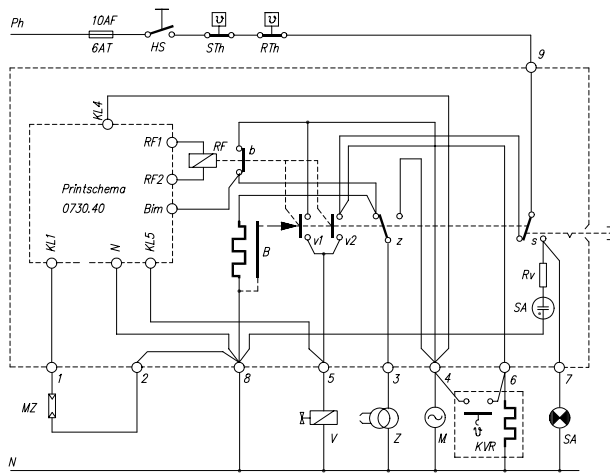 Ph
10AF
6AT
HS
STh
ϑ
RTh
ϑ
9
KL4
RF1
RF
b
RF2
Printschema
0730.40
Bim
KL1
N
KL5
B
v1
v2
z
s
Rv
SA
1
2
8
5
3
4
6
7
MZ
V
Z
M
ϑ
KVR
SA
N